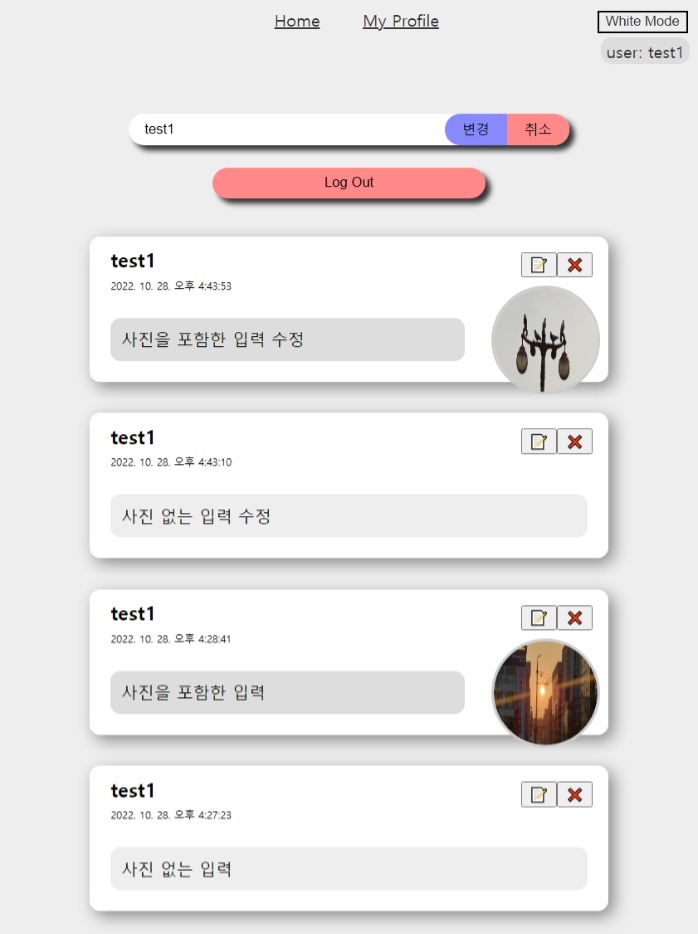 Home My Profile White Mode
user: test1
test1 변경 취소
Log Out
test1
2022. 10. 28. 오후 4:43:53
사진을 포함한 입력 수정
test1
2022. 10. 28. 오후 4:43:10
사진 없는 입력 수정
test1
2022. 10. 28. 오후 4:28:41
사진을 포함한 입력
test1
2022. 10. 28. 오후 4:27:23
사진 없는 입력